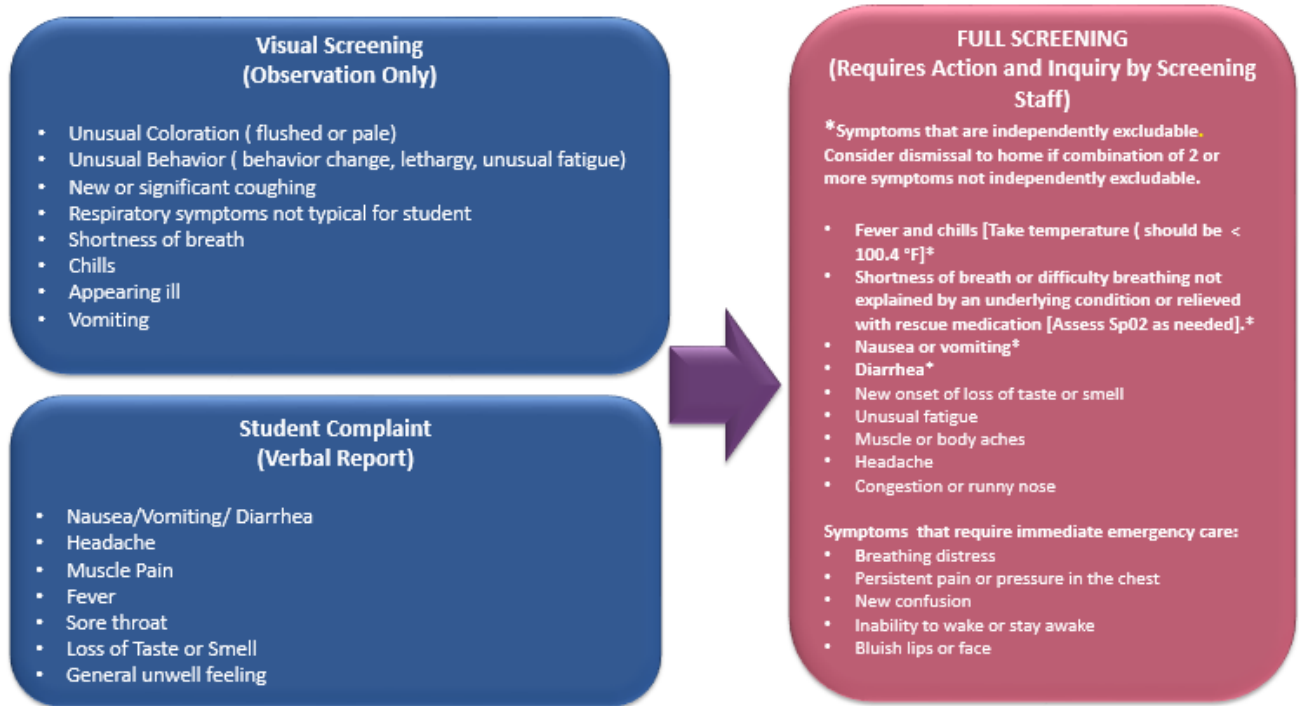 Visual Screening
(Observation Only)
• Unusual Coloration ( flushed or pale)
• Unusual Behavior ( behavior change, lethargy, unusual fatigue)
• New or significant coughing
• Respiratory symptoms not typical for student
• Shortness of breath
• Chills
• Appearing ill
• Vomiting
Student Complaint
(Verbal Report)
• Nausea/Vomiting/ Diarrhea
• Headache
• Muscle Pain
• Fever
• Sore throat
• Loss of Taste or Smell
• General unwell feeling
FULL SCREENING
(Requires Action and Inquiry by Screening
Staff)
*Symptoms that are independently excludable.
Consider dismissal to home if combination of 2 or
more symptoms not independently excludable.
• Fever and chills [Take temperature ( should be <
100.4 °F]*
• Shortness of breath or difficulty breathing not
explained by an underlying condition or relieved
with rescue medication [Assess Sp02 as needed].*
• Nausea or vomiting*
• Diarrhea*
• New onset of loss of taste or smell
• Unusual fatigue
• Muscle or body aches
• Headache
• Congestion or runny nose
Symptoms that require immediate emergency care:
• Breathing distress
• Persistent pain or pressure in the chest
• New confusion
• Inability to wake or stay awake
• Bluish lips or face